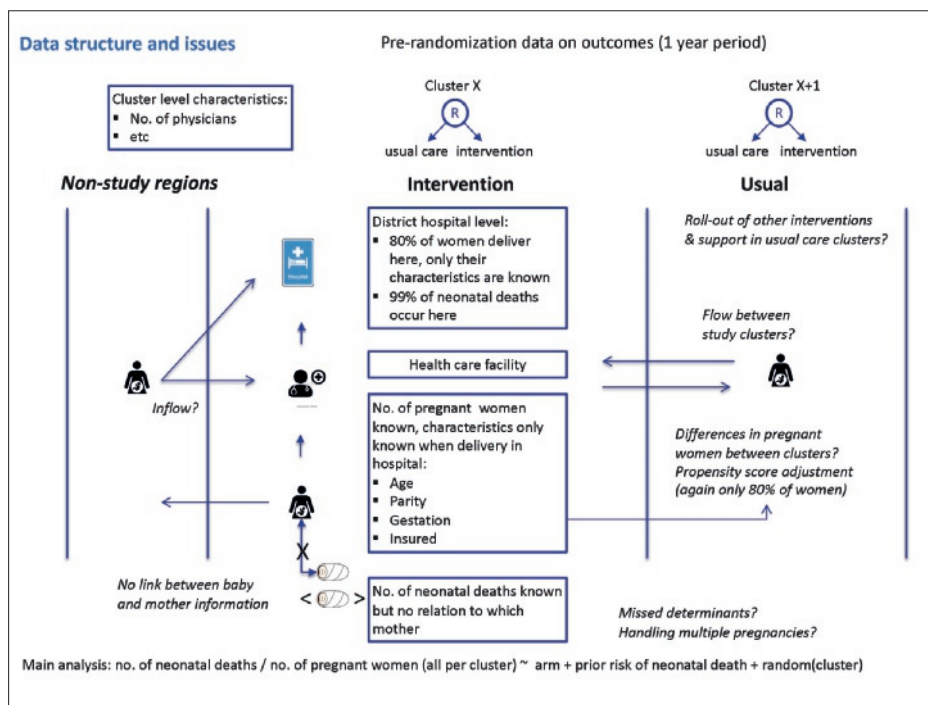 Data structure and issues
Pre-randomization data on outcomes (1 year period)
Cluster level characteristics:
▪ No. of physicians
▪ etc
Cluster X
R
usual care intervention
Cluster X+1
R
usual care intervention
Non-study regions
Intervention
Usual
District hospital level:
▪ 80% of women deliver
here, only their
characteristics are known
▪ 99% of neonatal deaths
occur here
Hospital
Roll-out of other interventions
& support in usual care clusters?
Flow between
study clusters?
Health care facility
Inflow?
No. of pregnant women
known, characteristics only
known when delivery in
hospital:
▪ Age
▪ Parity
▪ Gestation
▪ Insured
Differences in pregnant
women between clusters?
Propensity score adjustment
(again only 80% of women)
X
No link between baby
and mother information
< >
No. of neonatal deaths known
but no relation to which
mother
Missed determinants?
Handling multiple pregnancies?
Main analysis: no. of neonatal deaths / no. of pregnant women (all per cluster) ~ arm + prior risk of neonatal death + random(cluster)